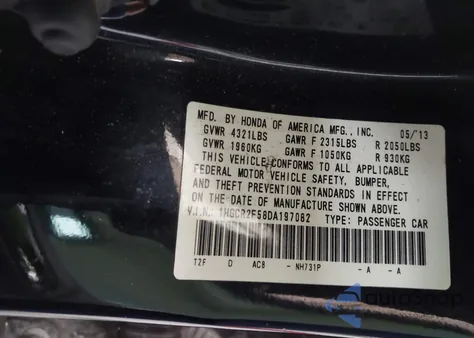 MFD. BY HONDA OF AMERICA MFG., INC. 05/13
GVWR 4321LBS GAWR F 2315LBS R 2050LBS
GVWR 1960KG GAWR F 1050KG R 930KG
THIS VEHICLE CONFORMS TO ALL APPLICABLE
FEDERAL MOTOR VEHICLE SAFETY, BUMPER,
AND THEFT PREVENTION STANDARDS IN EFFECT
ON THE DATE OF MANUFACTURE SHOWN ABOVE.
V.I.N.: 1HGCR2F58DA197082 TYPE: PASSENGER CAR
T2F D AC8 - NH731P - A - A